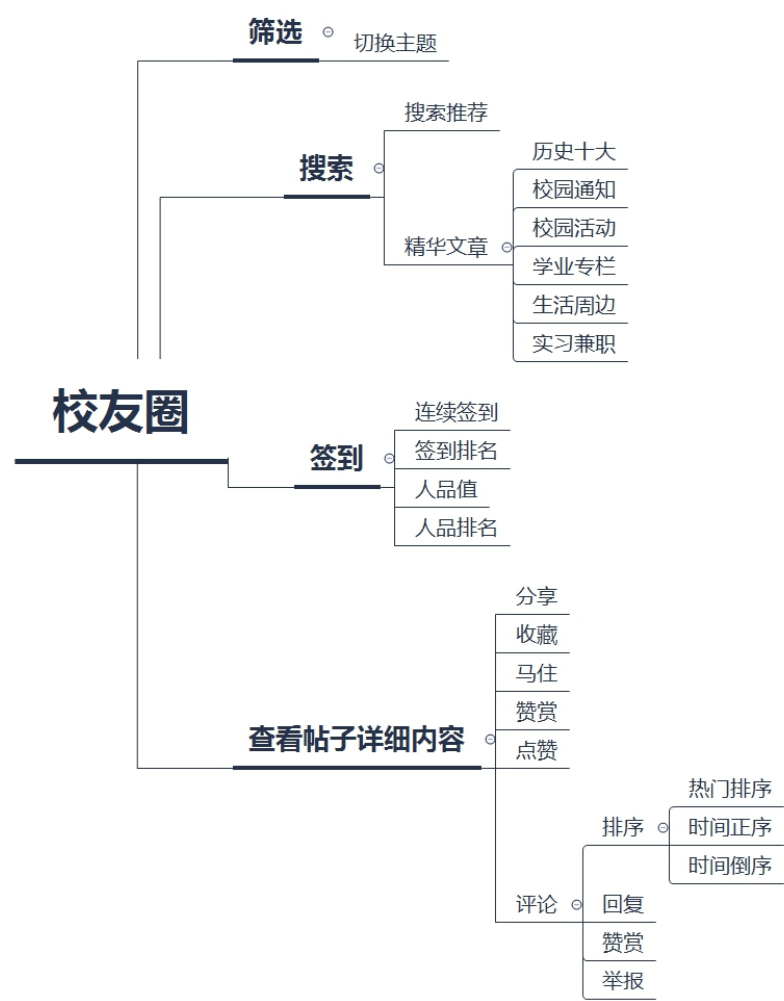 筛选
切换主题
搜索
搜索推荐
精华文章
历史十大
校园通知
校园活动
学业专栏
生活周边
实习兼职
校友圈
签到
连续签到
签到排名
人品值
人品排名
查看帖子详细内容
分享
收藏
马住
赞赏
点赞
评论
排序
热门排序
时间正序
时间倒序
回复
赞赏
举报